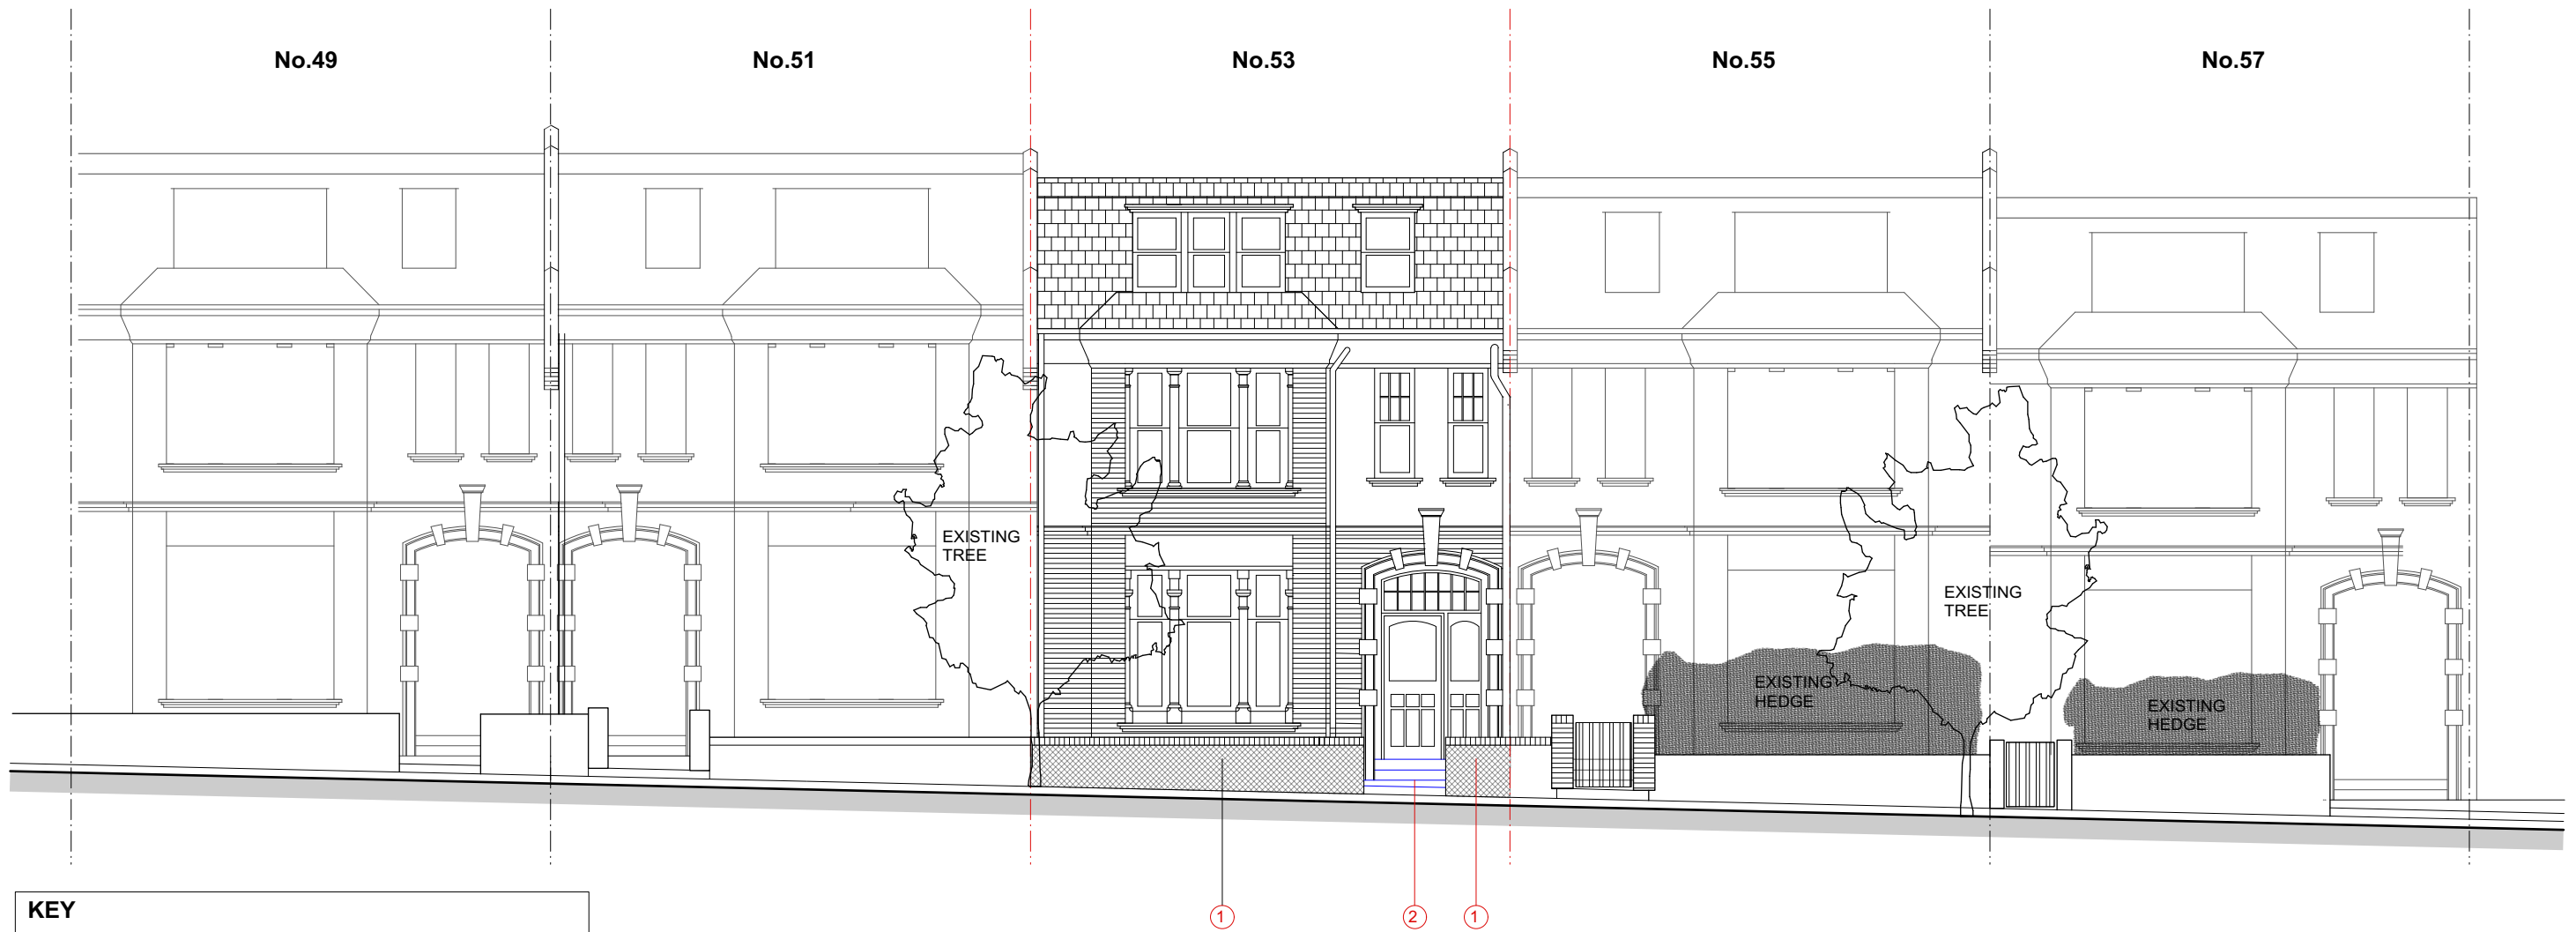 No.49
No.51
No.53
No.55
No.57
EXISTING
TREE
EXISTING
TREE
EXISTING
HEDGE
EXISTING
HEDGE
KEY
1
2
1